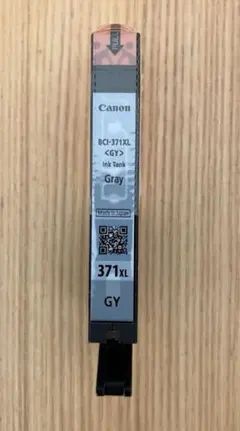 Canon
BCI-371XL
<GY>
Ink Tank
Gray
Made in Japan
371XL
GY